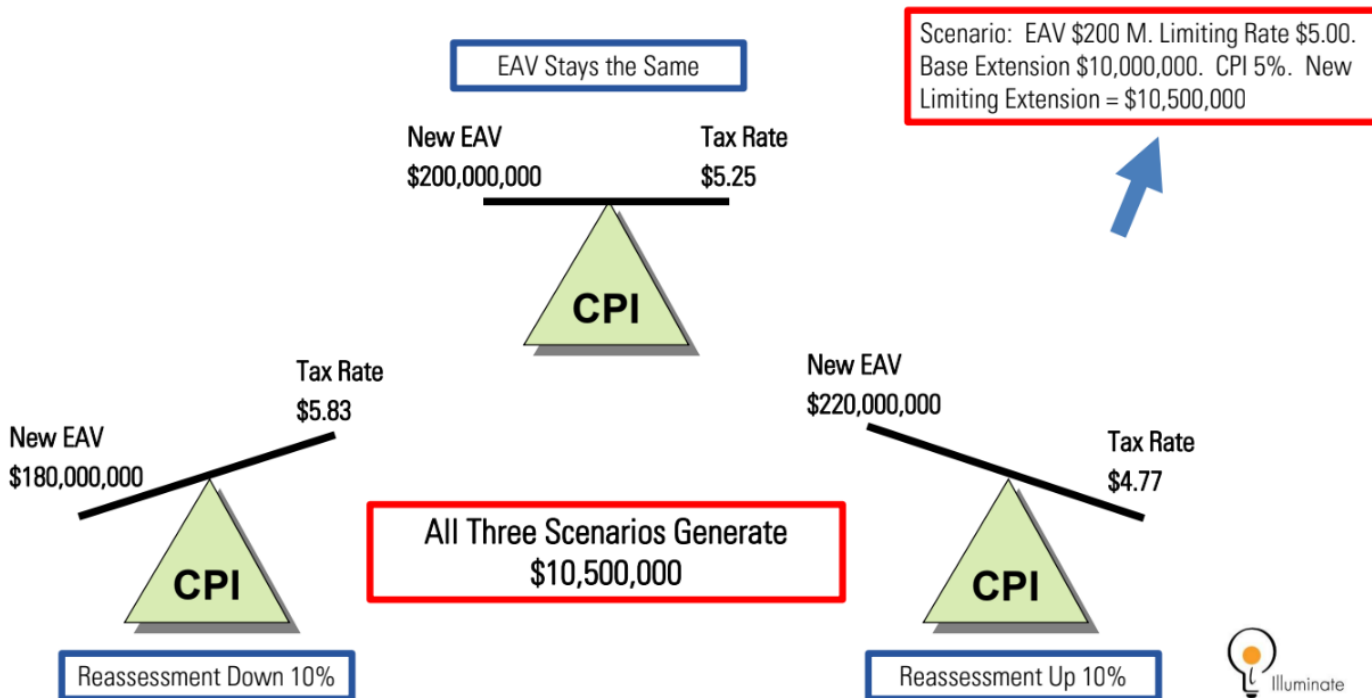 EAV Stays the Same
Scenario: EAV $200 M. Limiting Rate $5.00.
Base Extension $10,000,000. CPI 5%. New
Limiting Extension = $10,500,000
New EAV
$200,000,000
Tax Rate
$5.25
CPI
New EAV
$180,000,000
Tax Rate
$5.83
CPI
Reassessment Down 10%
All Three Scenarios Generate
$10,500,000
New EAV
$220,000,000
Tax Rate
$4.77
CPI
Reassessment Up 10%
Illuminate